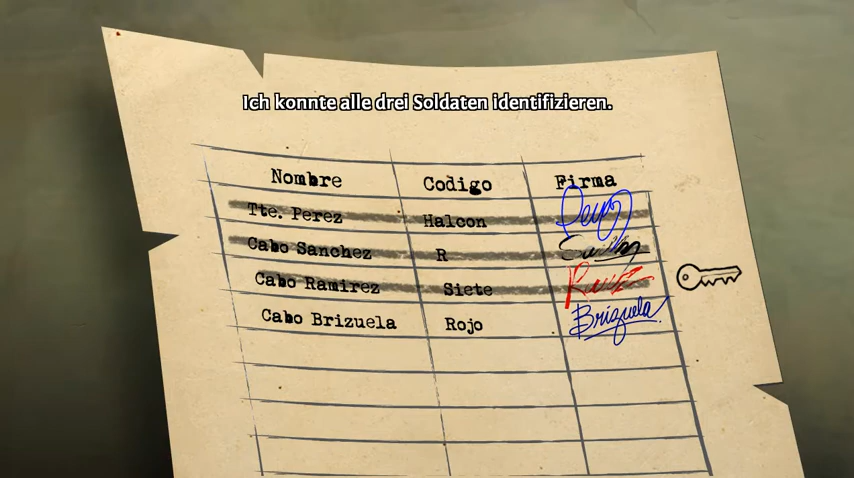 Ich konnte alle drei Soldaten identifizieren.
Nombre Codigo Firma
Tte. Perez Halcon Perez
Cabo Sanchez R
Cabo Ramirez Siete
Cabo Brizuela Rojo Brizuela